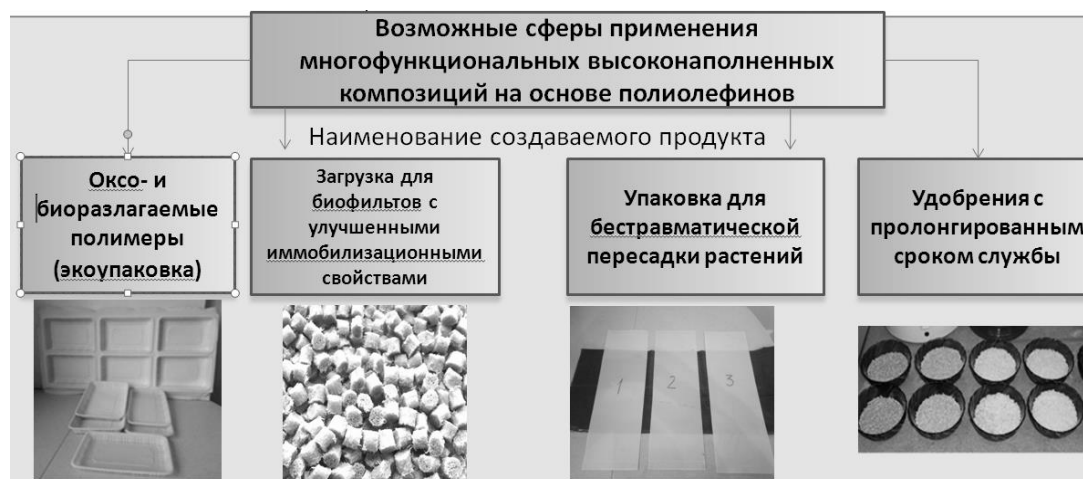 Возможные сферы применения
многофункциональных высоконаполненных
композиций на основе полиолефинов
Наименование создаваемого продукта
Оксо- и
биоразлагаемые
полимеры
(экоупаковка)
Загрузка для
биофильтов с
улучшенными
иммобилизационными
свойствами
Упаковка для
бестравматической
пересадки растений
Удобрения с
пролонгированным
сроком службы
1
2
3